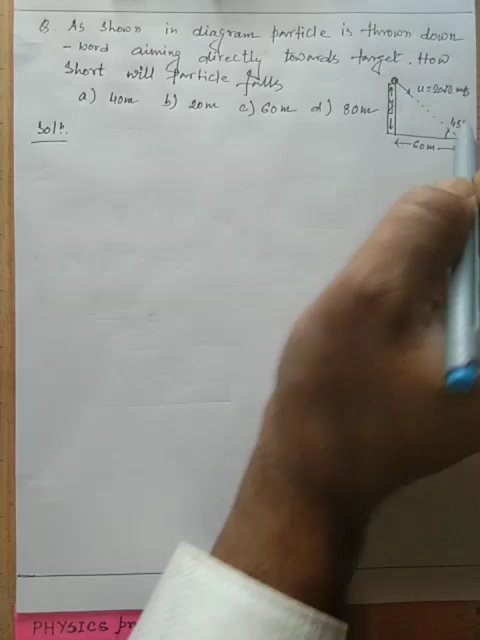 Q. As shown in diagram particle is thrown down
-ward aiming directly towards target. How
short will particle falls
a) 40m b) 20m c) 60m d) 80m
u = 20√2 m/s
45°
60m
Soln.
PHYSICS